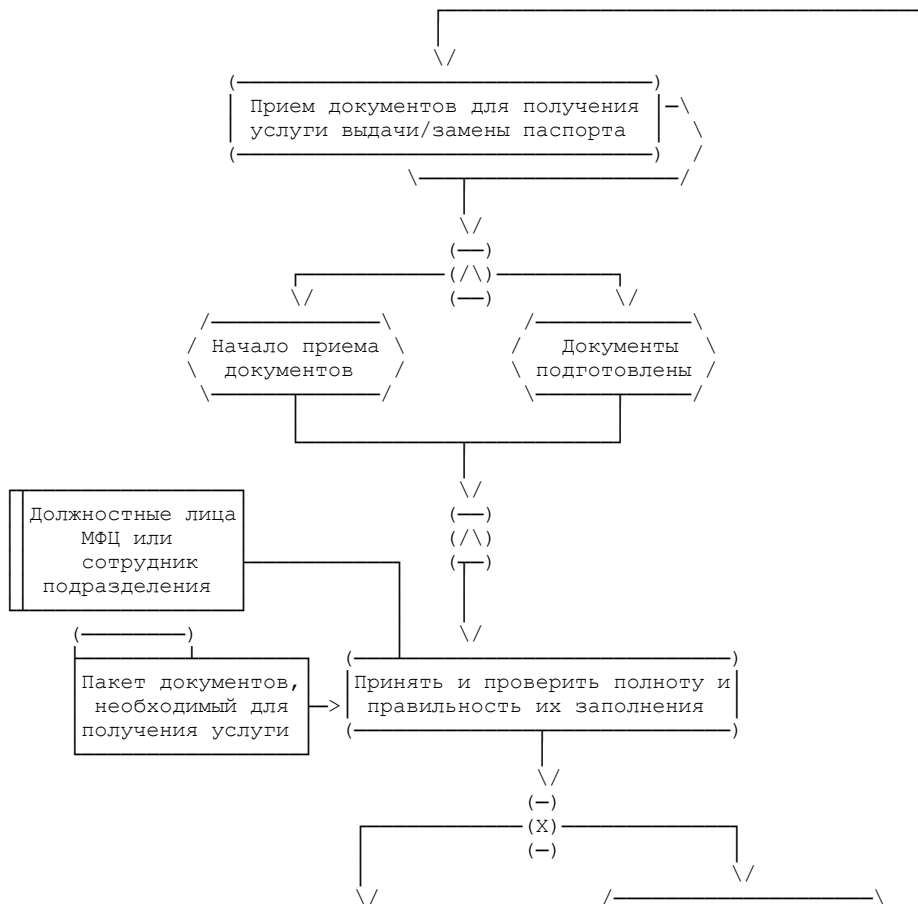 Прием документов для получения
услуги выдачи/замены паспорта
(/\)
Начало приема
документов
Документы
подготовлены
Должностные лица
МФЦ или
сотрудник
подразделения
(/\)
Пакет документов,
необходимый для
получения услуги
Принять и проверить полноту и
правильность их заполнения
(X)